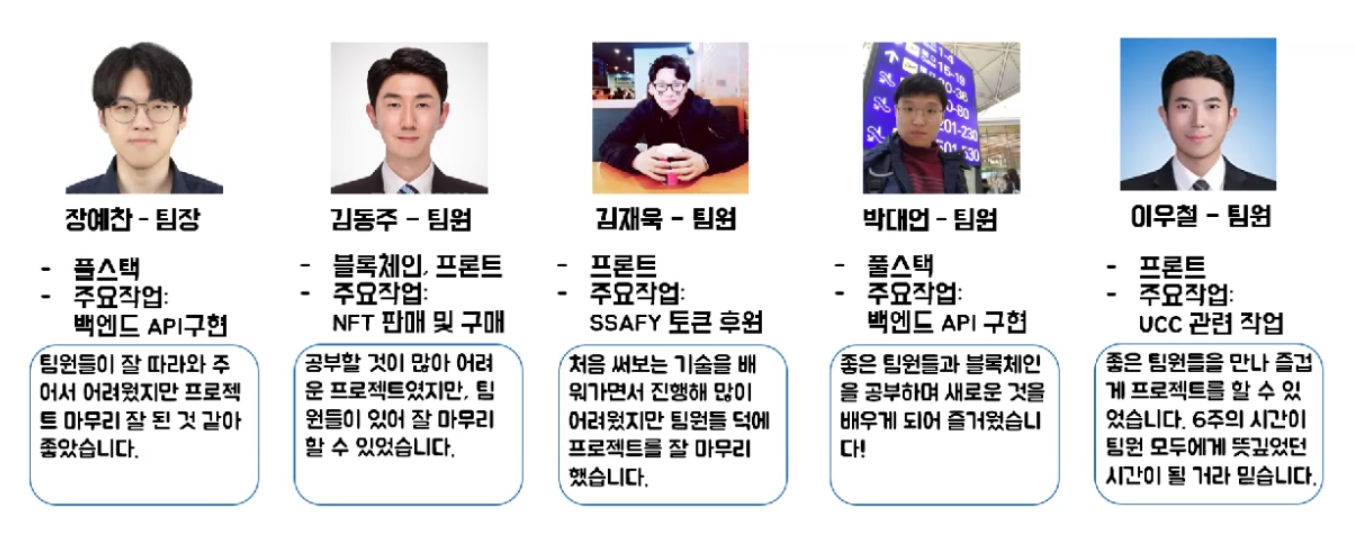 장예찬 - 팀장
- 플스택
- 주요작업:
백엔드 API구현
팀원들이 잘 따라와 주
어서 어려웠지만 프로젝
트 마무리 잘 된 것 같아
좋았습니다.
김동주 - 팀원
- 블록체인, 프론트
- 주요작업:
NFT 판매 및 구매
공부할 것이 많아 어려
운 프로젝트였지만, 팀
원들이 있어 잘 마무리
할 수 있었습니다.
김재욱 - 팀원
- 프론트
- 주요작업:
SSAFY 토큰 후원
처음 써보는 기술을 배
워가면서 진행해 많이
어려웠지만 팀원들 덕에
프로젝트를 잘 마무리
했습니다.
1-4
15-19
20-36
0-80
201-230
501-530
박대언 - 팀원
- 풀스택
- 주요작업:
백엔드 API 구현
좋은 팀원들과 블록체인
을 공부하며 새로운 것을
배우게 되어 즐거웠습니
다!
이우철 - 팀원
- 프론트
- 주요작업:
UCC 관련 작업
좋은 팀원들을 만나 즐겁
게 프로젝트를 할 수 있
었습니다. 6주의 시간이
팀원 모두에게 뜻깊었던
시간이 될 거라 믿습니다.